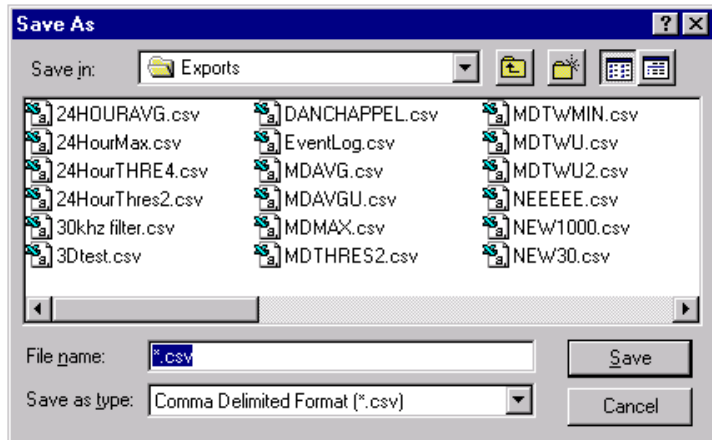 Save As
Save in: Exports
24HOURAVG.csv DANCHAPPEL.csv MDTWMIN.csv
24HourMax.csv EventLog.csv MDTWU.csv
24HourTHRE4.csv MDAVG.csv MDTWU2.csv
24HourThres2.csv MDAVGU.csv NEEEEE.csv
30khz filter.csv MDMAX.csv NEW1000.csv
3Dtest.csv MDTHRES2.csv NEW30.csv
File name: *.csv Save
Save as type: Comma Delimited Format (*.csv) Cancel